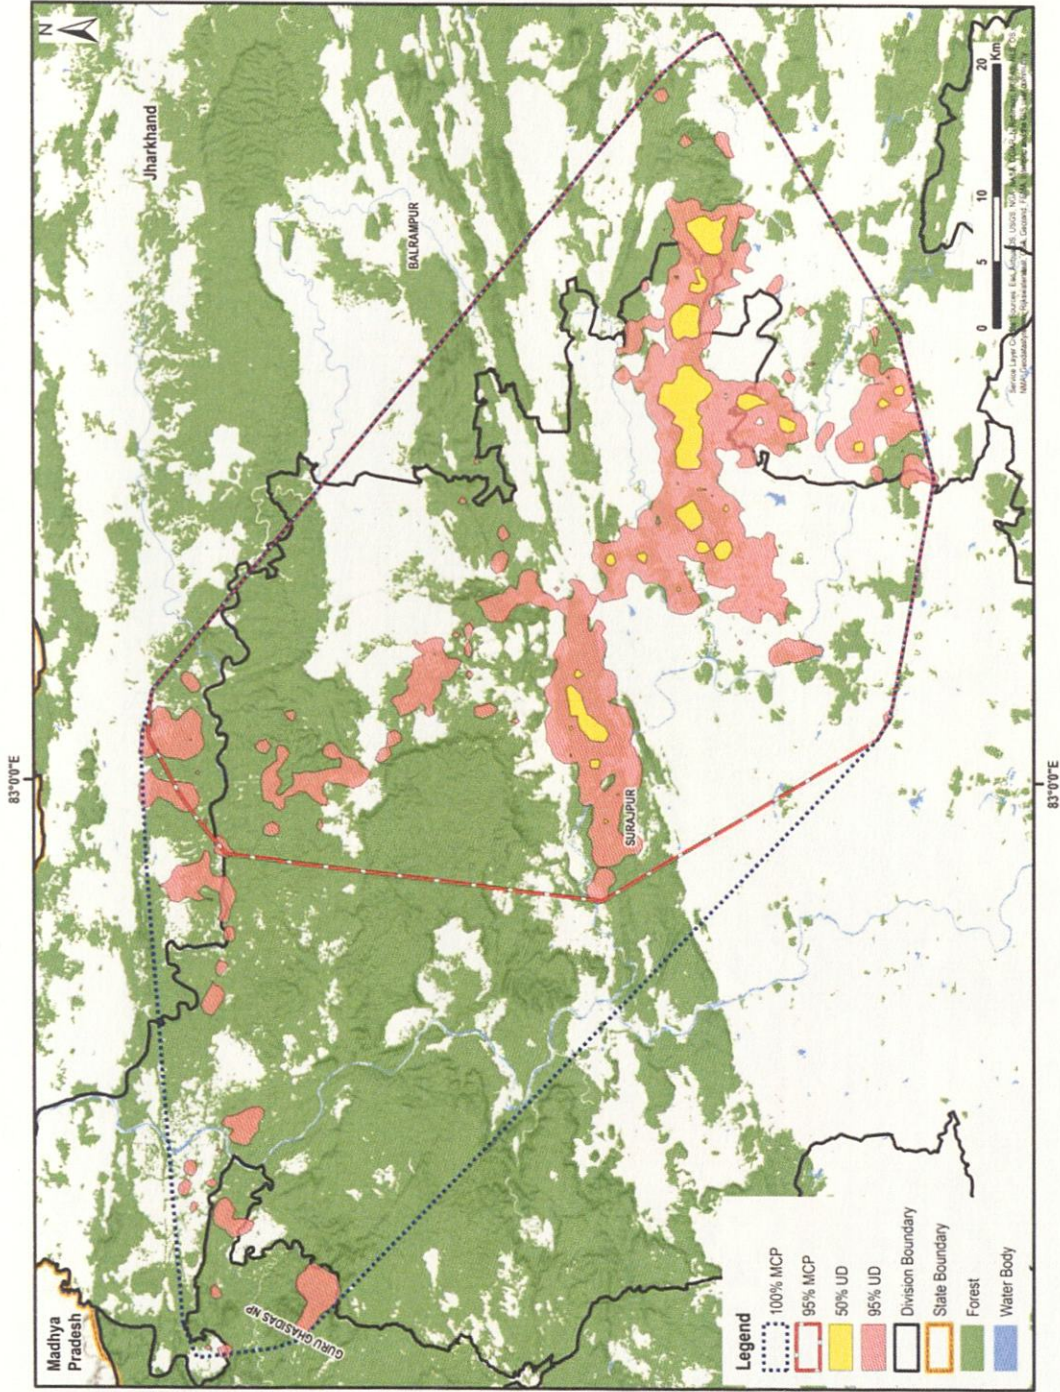 Madhya
Pradesh
Jharkhand
N
83°0'0"E
BALRAMPUR
SURAJPUR
GURU GHASIDAS NP
Legend
100% MCP
95% MCP
50% UD
95% UD
Division Boundary
State Boundary
Forest
Water Body
0 5 10 20
Km
83°0'0"E